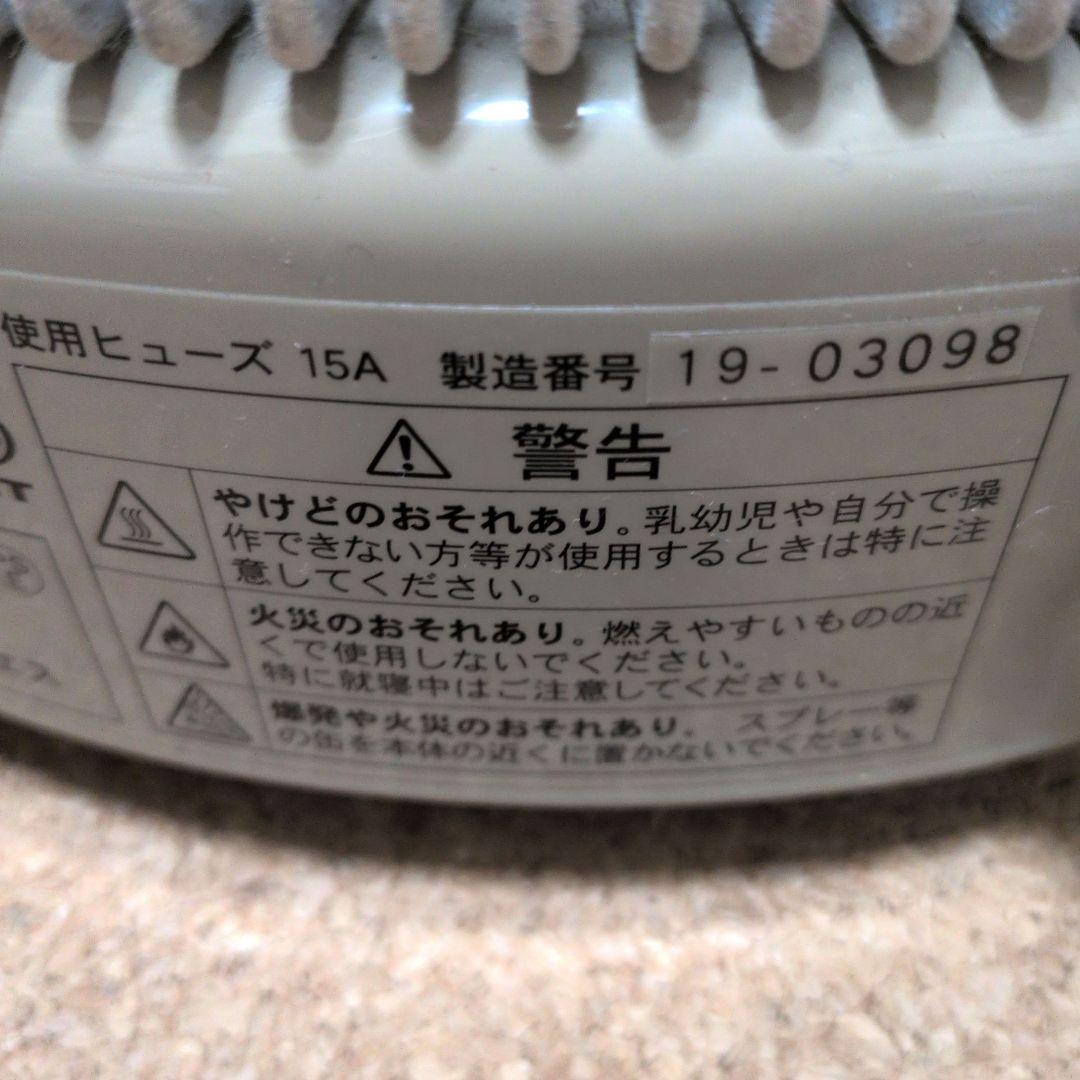 使用ヒューズ 15A 製造番号 19-03098
警告
やけどのおそれあり。乳幼児や自分で操
作できない方等が使用するときは特に注
意してください。
火災のおそれあり。燃えやすいものの近
くで使用しないでください。
特に就寝中はご注意してください。
爆発や火災のおそれあり。 スプレー等
の缶を本体の近くに置かないでください。